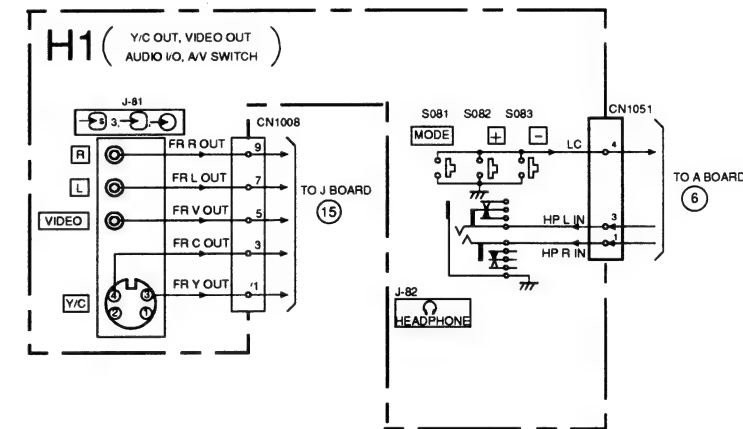 H1
Y/C OUT, VIDEO OUT
AUDIO I/O, A/V SWITCH
J-81
S 3,
CN1008
R
FR R OUT
9
L
FR L OUT
7
VIDEO
FR V OUT
5
FR C OUT
3
Y/C
FR Y OUT
1
4 3
2 1
TO J BOARD
15
S081 S082 S083
MODE + -
LC
CN1051
4
TO A BOARD
6
HP L IN
3
HP R IN
1
J-82
HEADPHONE